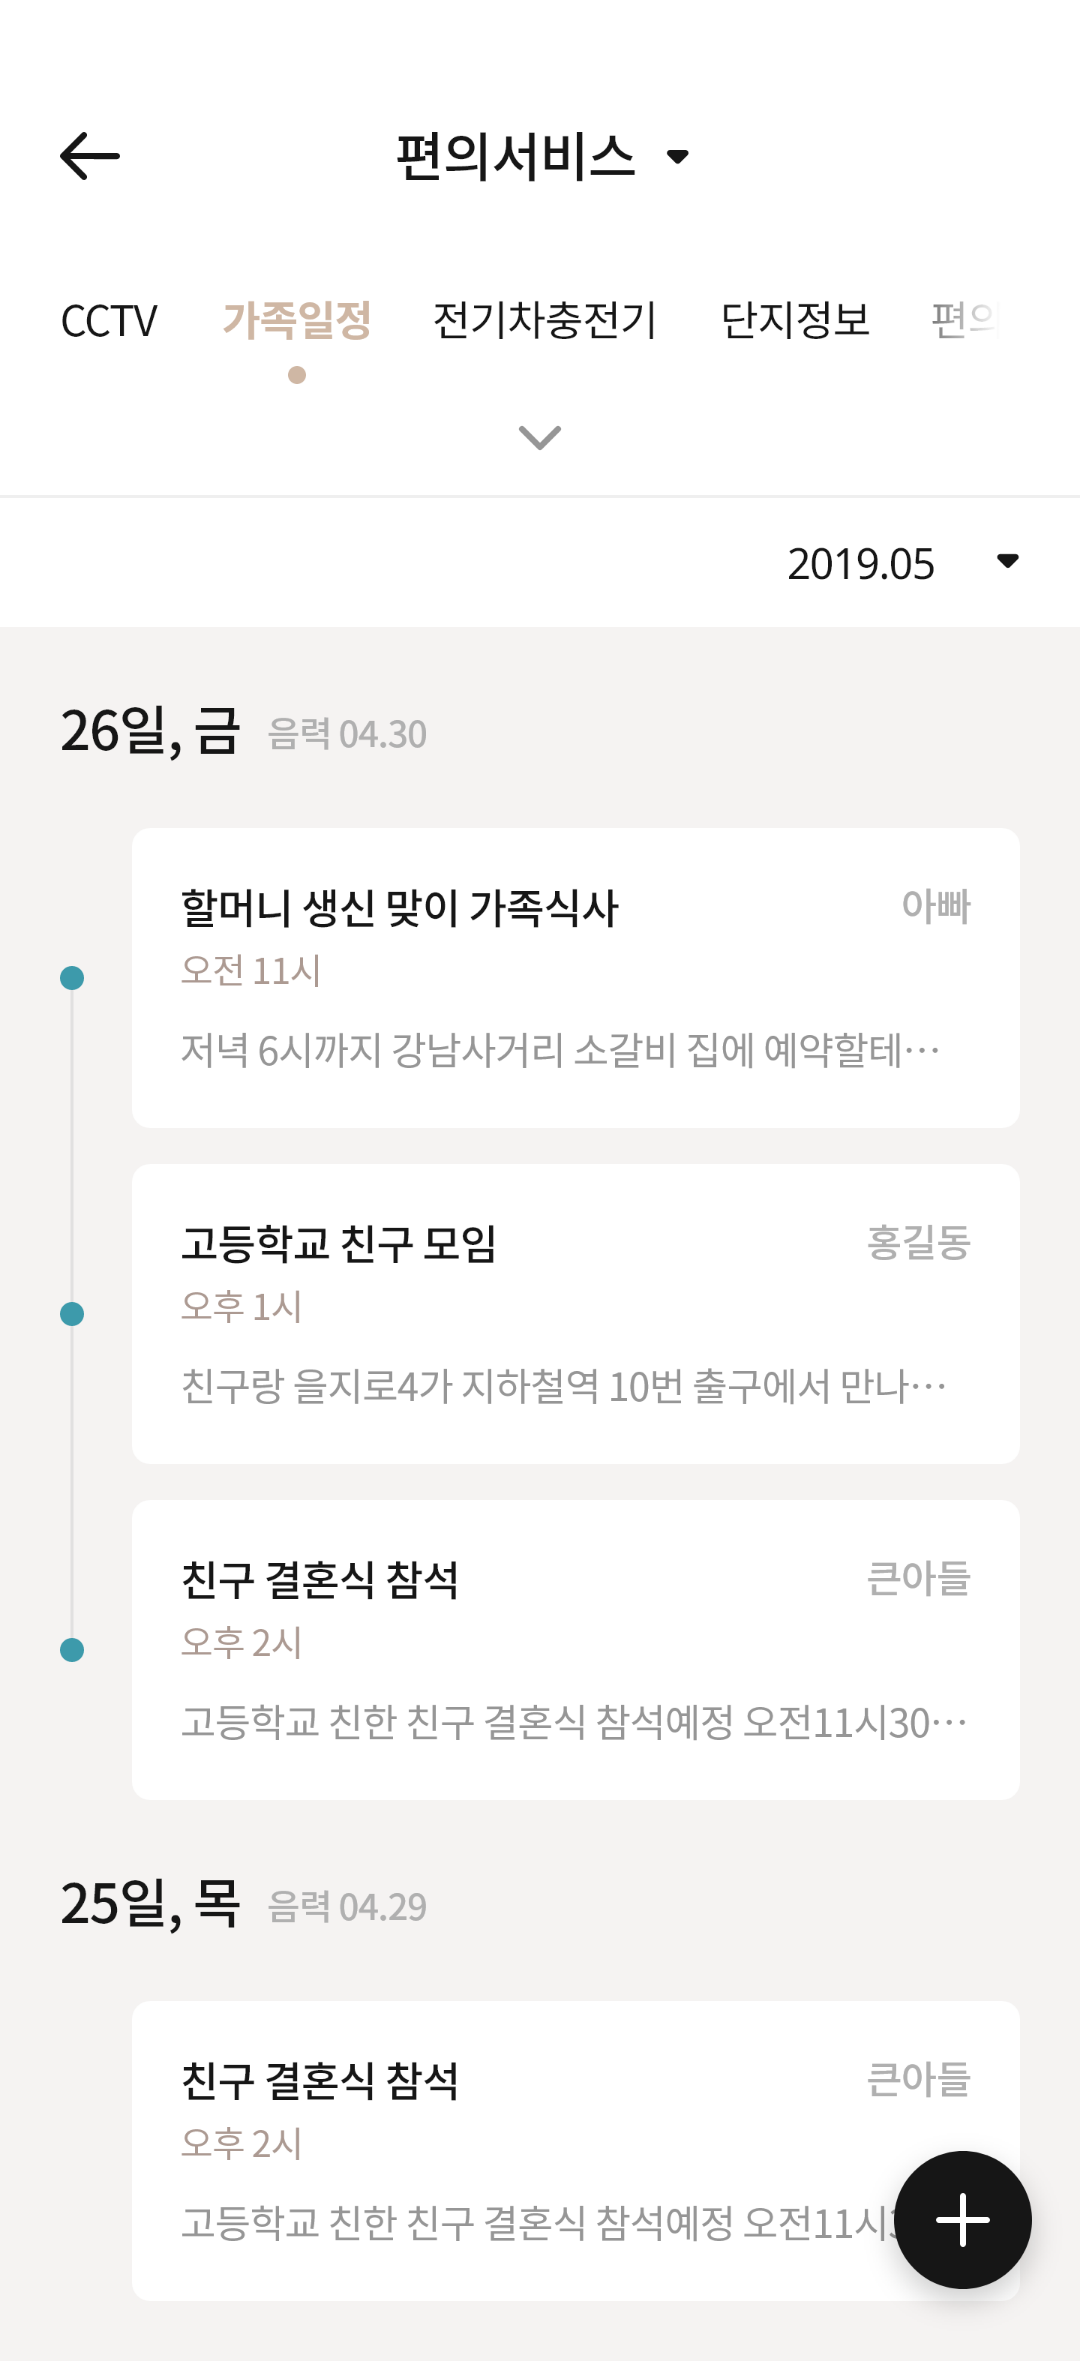 편의서비스
CCTV 가족일정 전기차충전기 단지정보 편의
2019.05
26일, 금 음력 04.30
할머니 생신 맞이 가족식사 아빠
오전 11시
저녁 6시까지 강남사거리 소갈비 집에 예약할테…
고등학교 친구 모임 홍길동
오후 1시
친구랑 을지로4가 지하철역 10번 출구에서 만나…
친구 결혼식 참석 큰아들
오후 2시
고등학교 친한 친구 결혼식 참석예정 오전11시30…
25일, 목 음력 04.29
친구 결혼식 참석 큰아들
오후 2시
고등학교 친한 친구 결혼식 참석예정 오전11시